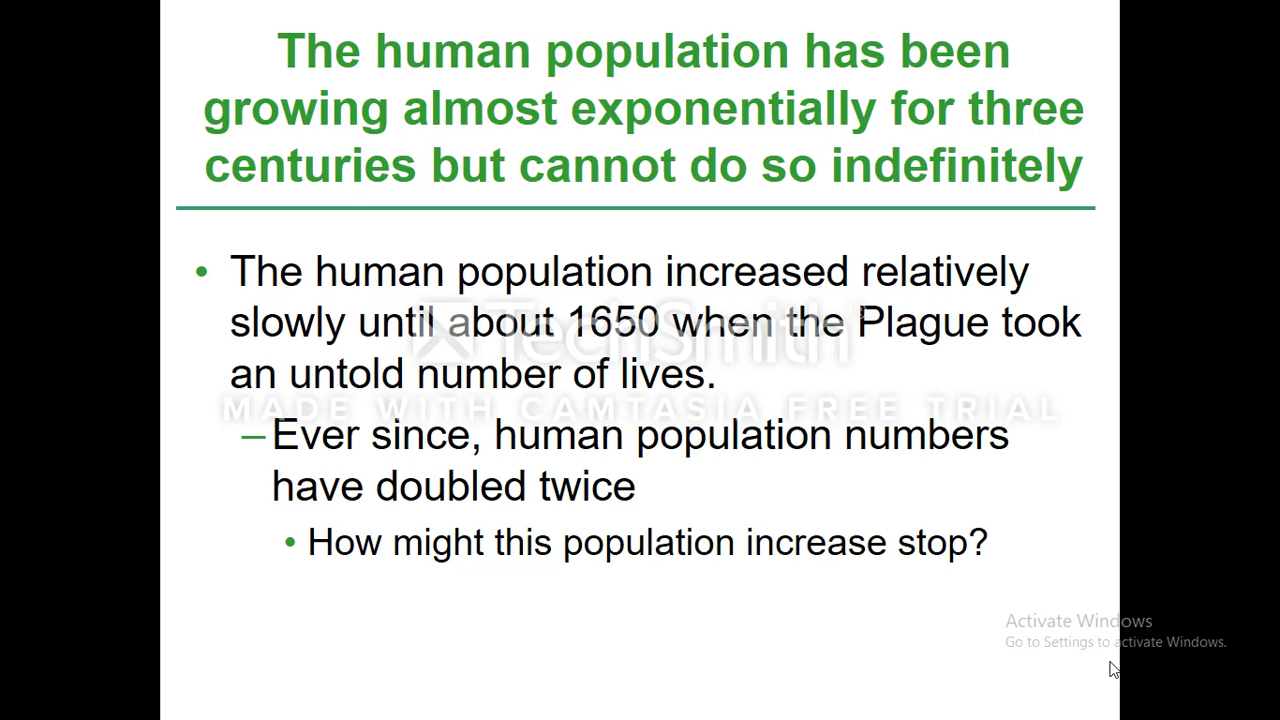 The human population has been
growing almost exponentially for three
centuries but cannot do so indefinitely
• The human population increased relatively
slowly until about 1650 when the Plague took
an untold number of lives.
TechSmith®
MADE WITH CAMTASIA FREE TRIAL
– Ever since, human population numbers
have doubled twice
• How might this population increase stop?
Activate Windows
Go to Settings to activate Windows.